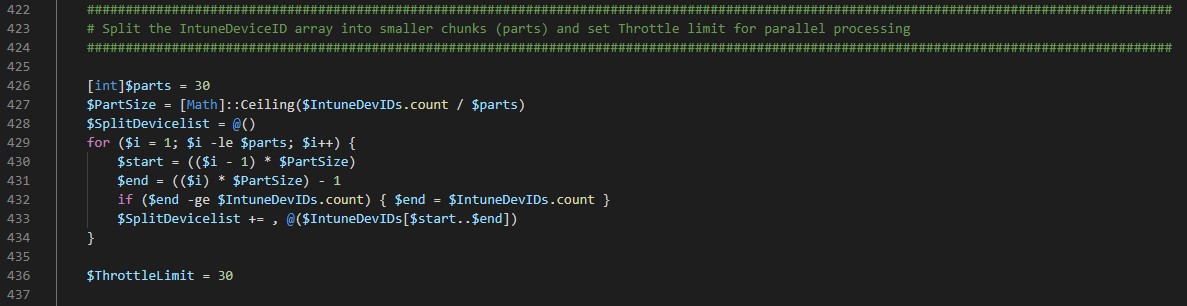 422 ##############################################################################################################################################
423 # Split the IntuneDeviceID array into smaller chunks (parts) and set Throttle limit for parallel processing
424 ##############################################################################################################################################
425
426 [int]$parts = 30
427 $PartSize = [Math]::Ceiling($IntuneDevIDs.count / $parts)
428 $SplitDevicelist = @()
429 for ($i = 1; $i -le $parts; $i++) {
430 $start = (($i - 1) * $PartSize)
431 $end = (($i) * $PartSize) - 1
432 if ($end -ge $IntuneDevIDs.count) { $end = $IntuneDevIDs.count }
433 $SplitDevicelist += , @($IntuneDevIDs[$start..$end])
434 }
435
436 $ThrottleLimit = 30
437